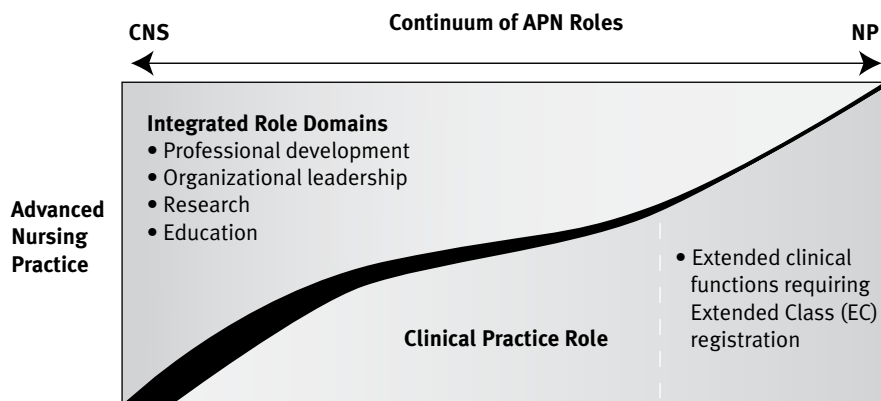 Continuum of APN Roles
CNS
NP
Integrated Role Domains
• Professional development
• Organizational leadership
• Research
• Education
Advanced
Nursing
Practice
• Extended clinical
functions requiring
Extended Class (EC)
registration
Clinical Practice Role